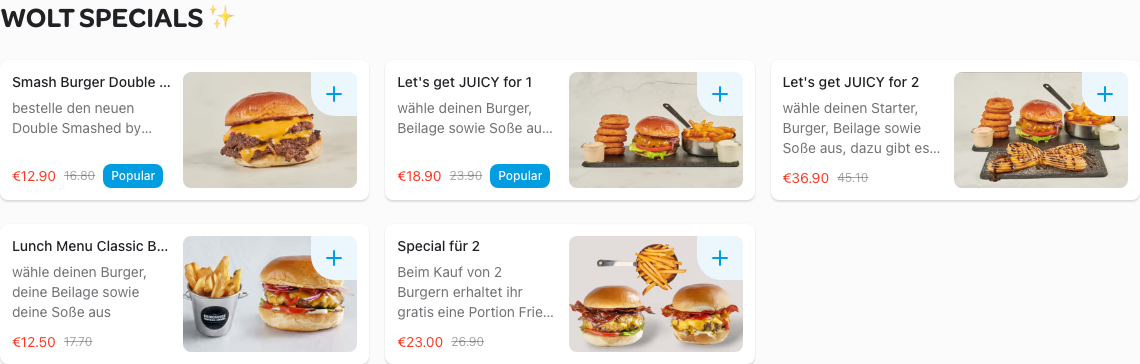 WOLT SPECIALS ✨
Smash Burger Double ...
bestelle den neuen
Double Smashed by...
€12.90 16.80 Popular
Let's get JUICY for 1
wähle deinen Burger,
Beilage sowie Soße au...
€18.90 23.90 Popular
Let's get JUICY for 2
wähle deinen Starter,
Burger, Beilage sowie
Soße aus, dazu gibt es...
€36.90 45.10
Lunch Menu Classic B...
wähle deinen Burger,
deine Beilage sowie
deine Soße aus
€12.50 17.70
Special für 2
Beim Kauf von 2
Burgern erhaltet ihr
gratis eine Portion Frie...
€23.00 26.90